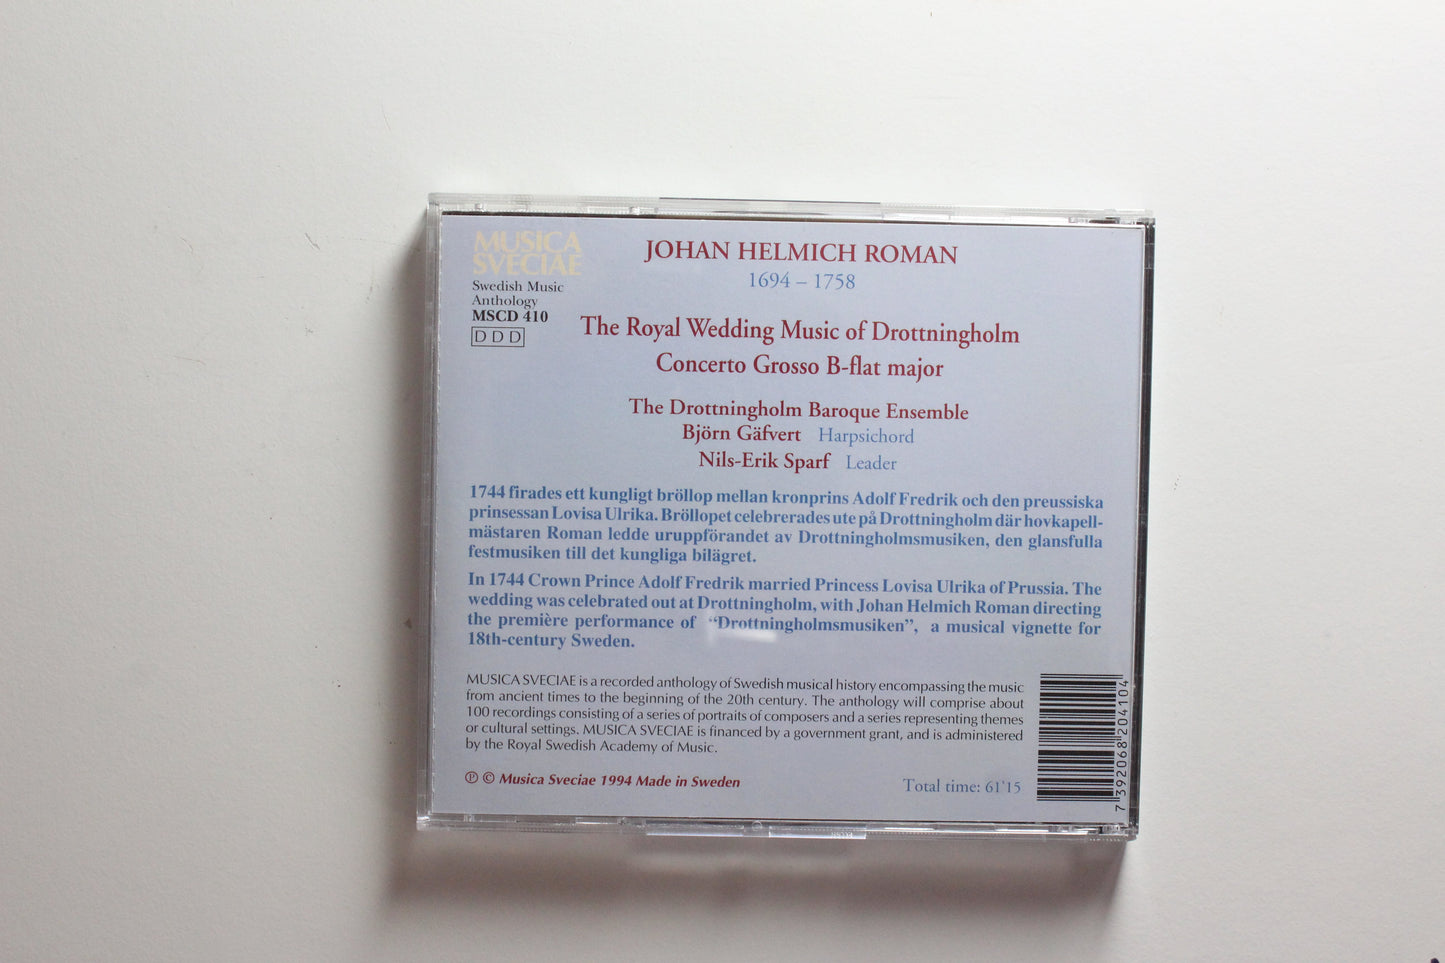 MUSICA
SVECIAE
Swedish Music
Anthology
MSCD 410
DDD
JOHAN HELMICH ROMAN
1694 – 1758
The Royal Wedding Music of Drottningholm
Concerto Grosso B-flat major
The Drottningholm Baroque Ensemble
Björn Gäfvert Harpsichord
Nils-Erik Sparf Leader
1744 firades ett kungligt bröllop mellan kronprins Adolf Fredrik och den preussiska
prinsessan Lovisa Ulrika. Bröllopet celebrerades ute på Drottningholm där hovkapell-
mästaren Roman ledde uruppförandet av Drottningholmsmusiken, den glansfulla
festmusiken till det kungliga bilägret.
In 1744 Crown Prince Adolf Fredrik married Princess Lovisa Ulrika of Prussia. The
wedding was celebrated out at Drottningholm, with Johan Helmich Roman directing
the première performance of “Drottningholmsmusiken”, a musical vignette for
18th-century Sweden.
MUSICA SVECIAE is a recorded anthology of Swedish musical history encompassing the music
from ancient times to the beginning of the 20th century. The anthology will comprise about
100 recordings consisting of a series of portraits of composers and a series representing themes
or cultural settings. MUSICA SVECIAE is financed by a government grant, and is administered
by the Royal Swedish Academy of Music.
℗ © Musica Sveciae 1994 Made in Sweden
Total time: 61'15
7 392068 204104